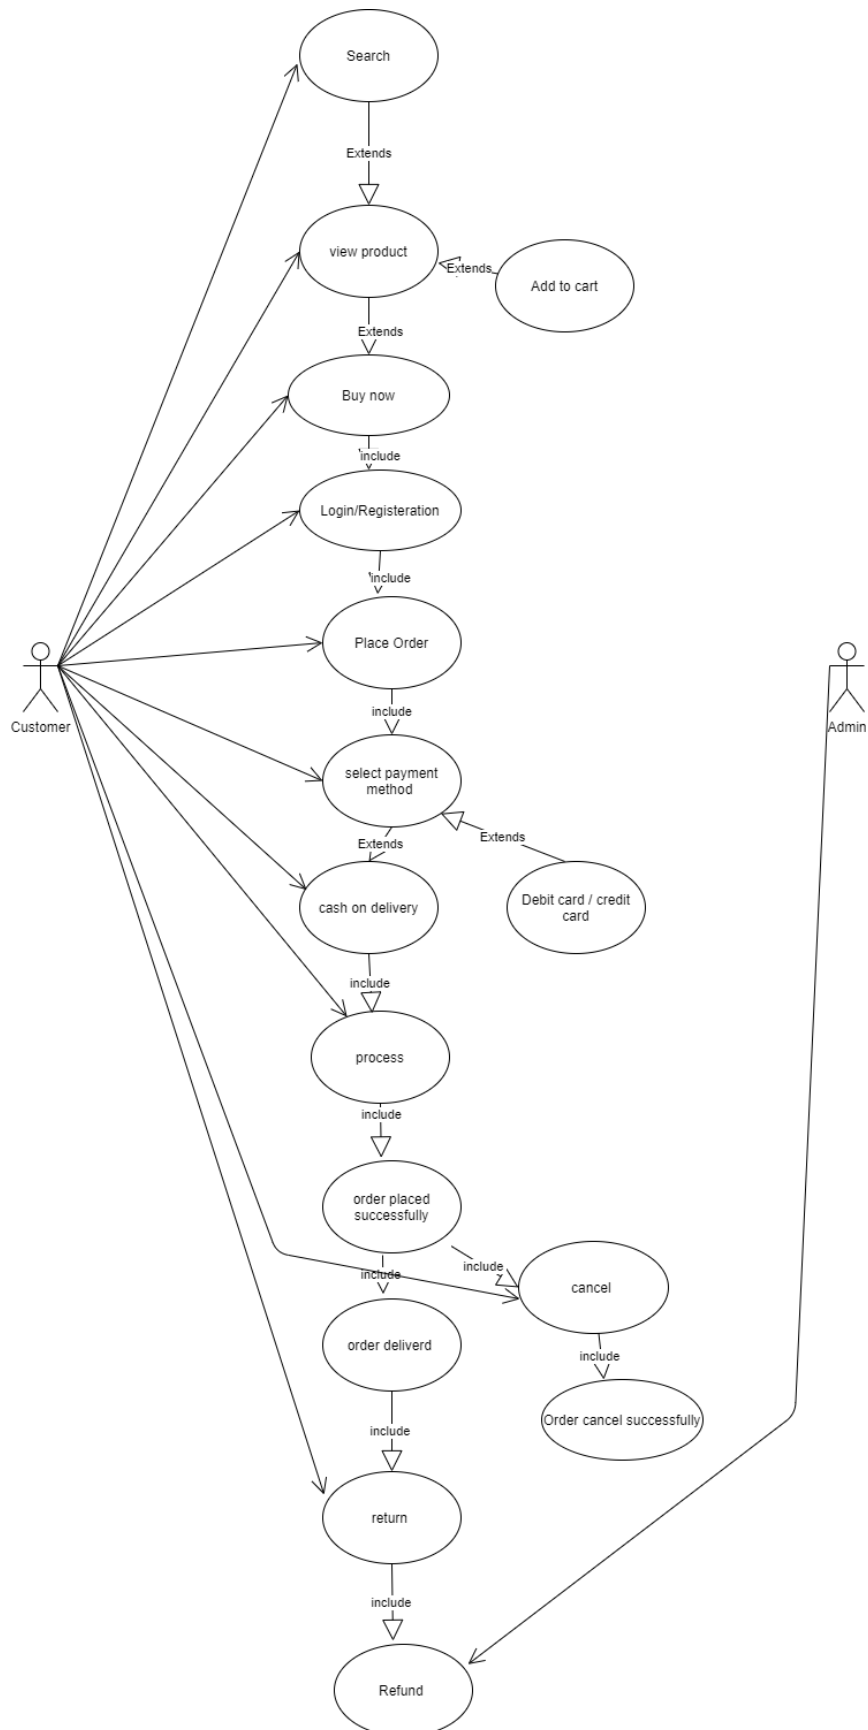 Search
Extends
view product
Extends
Add to cart
Extends
Buy now
include
Login/Registeration
include
Place Order
Customer
Admin
include
select payment
method
Extends
Extends
cash on delivery
Debit card / credit
card
include
process
include
order placed
successfully
include
include
cancel
order deliverd
include
Order cancel successfully
include
return
include
Refund